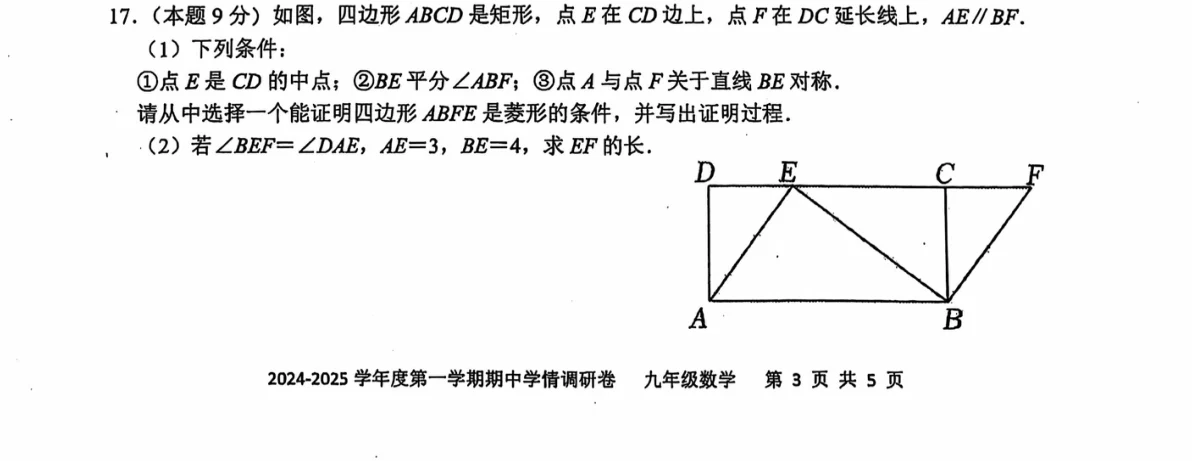 17.（本题 9 分）如图，四边形 ABCD 是矩形，点 E 在 CD 边上，点 F 在 DC 延长线上，AE∥BF.
（1）下列条件：
①点 E 是 CD 的中点；②BE 平分∠ABF；③点 A 与点 F 关于直线 BE 对称.
请从中选择一个能证明四边形 ABFE 是菱形的条件，并写出证明过程.
（2）若∠BEF=∠DAE，AE=3，BE=4，求 EF 的长.
D E C F
A B
2024-2025 学年度第一学期期中学情调研卷 九年级数学 第 3 页 共 5 页